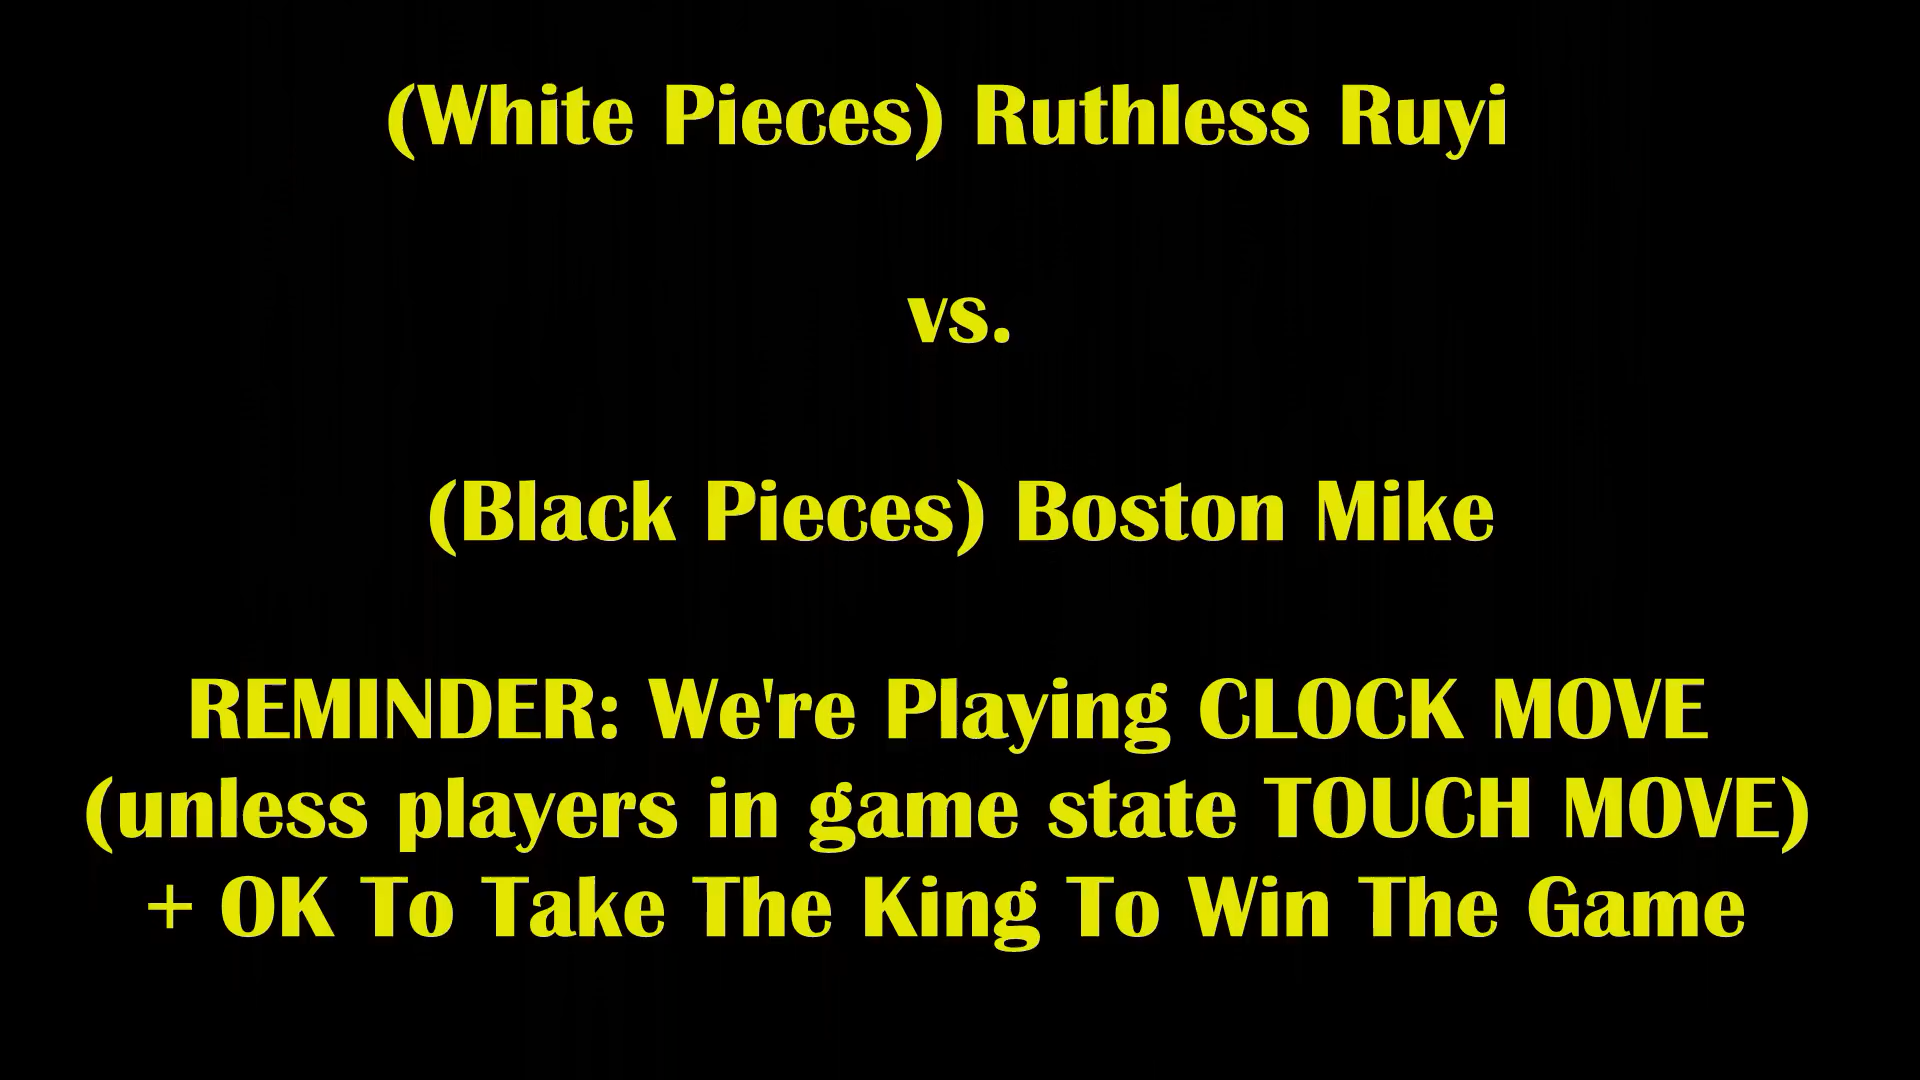 (White Pieces) Ruthless Ruyi
vs.
(Black Pieces) Boston Mike
REMINDER: We're Playing CLOCK MOVE
(unless players in game state TOUCH MOVE)
+ OK To Take The King To Win The Game